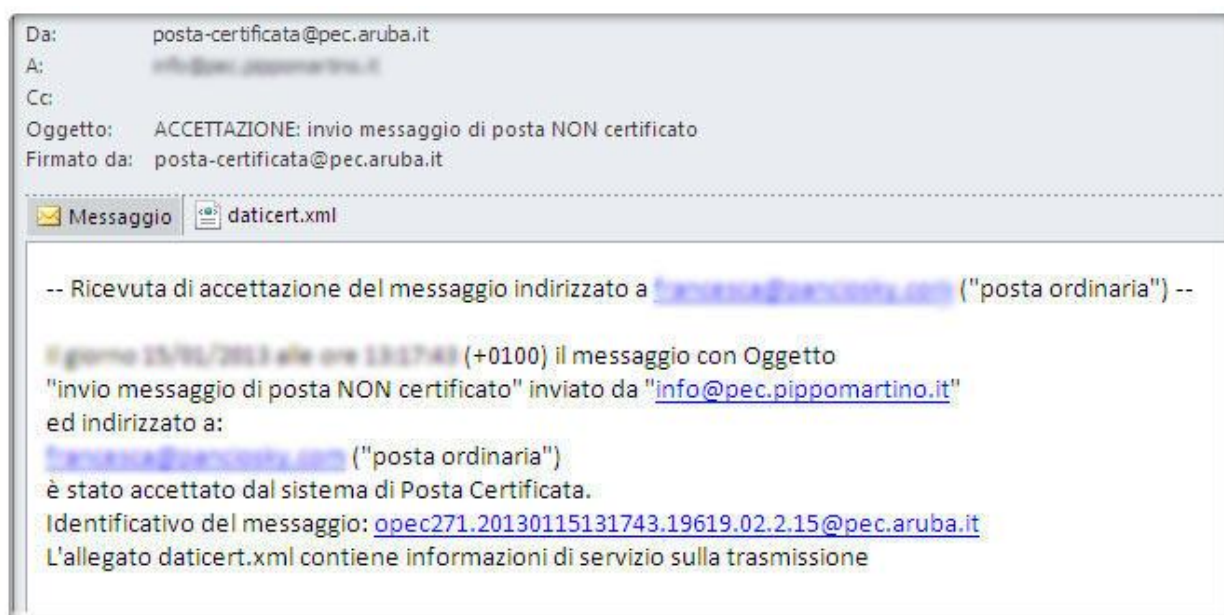 Da: posta-certificata@pec.aruba.it
A:
Cc:
Oggetto: ACCETTAZIONE: invio messaggio di posta NON certificato
Firmato da: posta-certificata@pec.aruba.it
Messaggio daticert.xml
-- Ricevuta di accettazione del messaggio indirizzato a ("posta ordinaria") --
(+0100) il messaggio con Oggetto
"invio messaggio di posta NON certificato" inviato da "info@pec.pippomartino.it"
ed indirizzato a:
("posta ordinaria")
è stato accettato dal sistema di Posta Certificata.
Identificativo del messaggio: opec271.20130115131743.19619.02.2.15@pec.aruba.it
L'allegato daticert.xml contiene informazioni di servizio sulla trasmissione